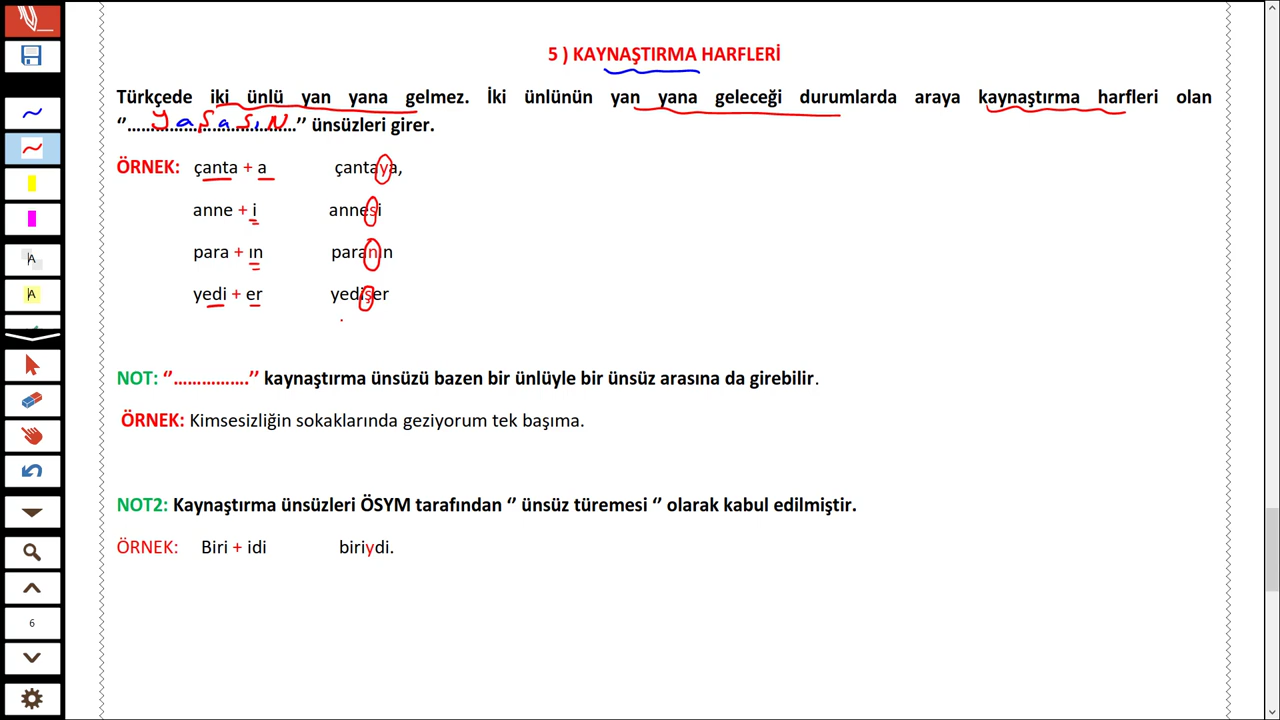 5 ) KAYNAŞTIRMA HARFLERİ
Türkçede iki ünlü yan yana gelmez. İki ünlünün yan yana geleceği durumlarda araya kaynaştırma harfleri olan
‘’……YaŞaSıN……’’ ünsüzleri girer.
ÖRNEK: çanta + a çantaya,
anne + i annesi
para + ın paranın
yedi + er yedişer
NOT: ‘’…………….’’ kaynaştırma ünsüzü bazen bir ünlüyle bir ünsüz arasına da girebilir.
ÖRNEK: Kimsesizliğin sokaklarında geziyorum tek başıma.
NOT2: Kaynaştırma ünsüzleri ÖSYM tarafından ‘’ ünsüz türemesi ‘’ olarak kabul edilmiştir.
ÖRNEK: Biri + idi biriydi.
A
A
6